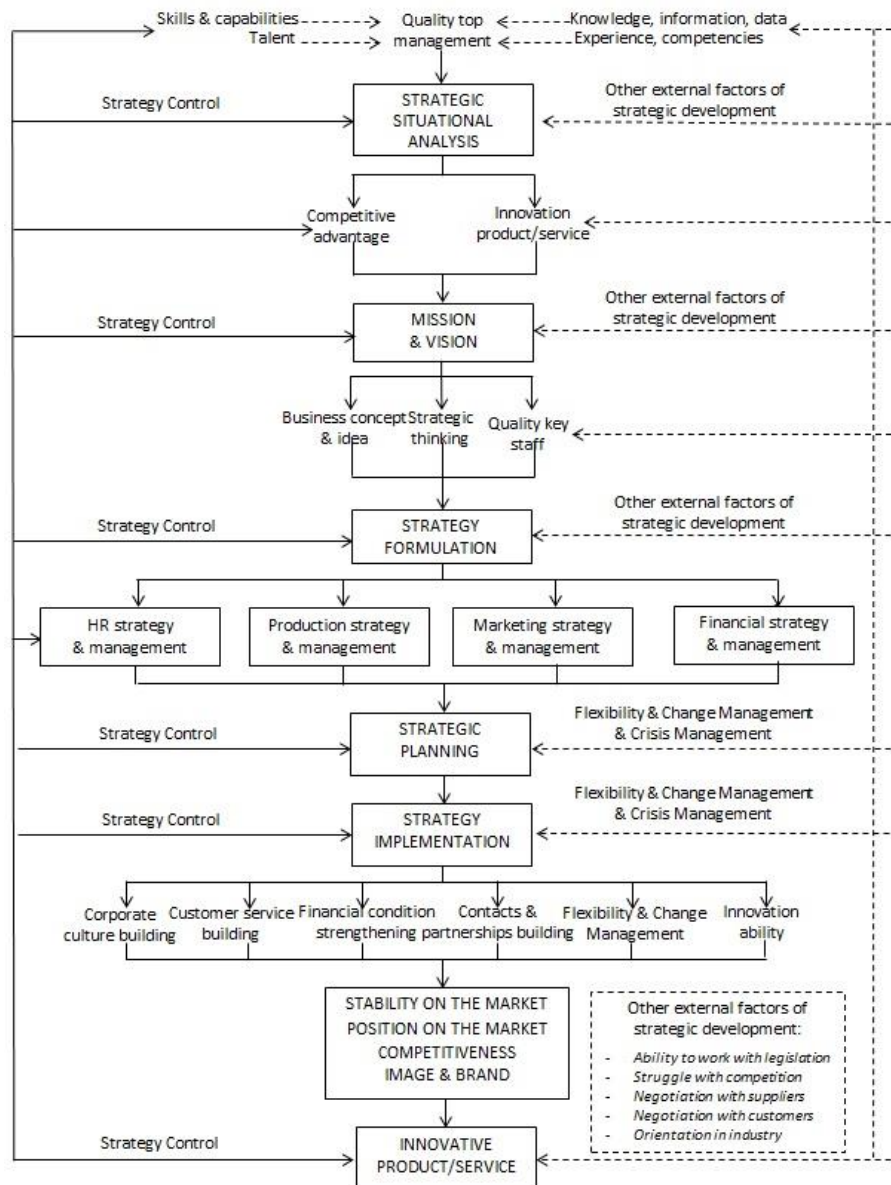 Skills & capabilities
Talent
Quality top
management
Knowledge, information, data
Experience, competencies
Strategy Control
STRATEGIC
SITUATIONAL
ANALYSIS
Other external factors of
strategic development
Competitive
advantage
Innovation
product/service
Strategy Control
MISSION
& VISION
Other external factors of
strategic development
Business concept
& idea
Strategic
thinking
Quality key
staff
Strategy Control
STRATEGY
FORMULATION
Other external factors of
strategic development
HR strategy
& management
Production strategy
& management
Marketing strategy
& management
Financial strategy
& management
Strategy Control
STRATEGIC
PLANNING
Flexibility & Change Management
& Crisis Management
Strategy Control
STRATEGY
IMPLEMENTATION
Flexibility & Change Management
& Crisis Management
Corporate
culture building
Customer service
building
Financial condition
strengthening
Contacts &
partnerships building
Flexibility & Change
Management
Innovation
ability
STABILITY ON THE MARKET
POSITION ON THE MARKET
COMPETITIVENESS
IMAGE & BRAND
Other external factors of
strategic development:
- Ability to work with legislation
- Struggle with competition
- Negotiation with suppliers
- Negotiation with customers
- Orientation in industry
Strategy Control
INNOVATIVE
PRODUCT/SERVICE